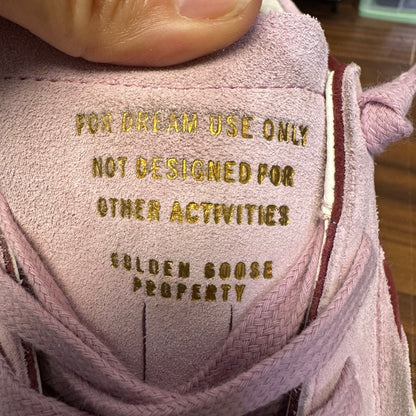 FOR DREAM USE ONLY
NOT DESIGNED FOR
OTHER ACTIVITIES
GOLDEN GOOSE
PROPERTY